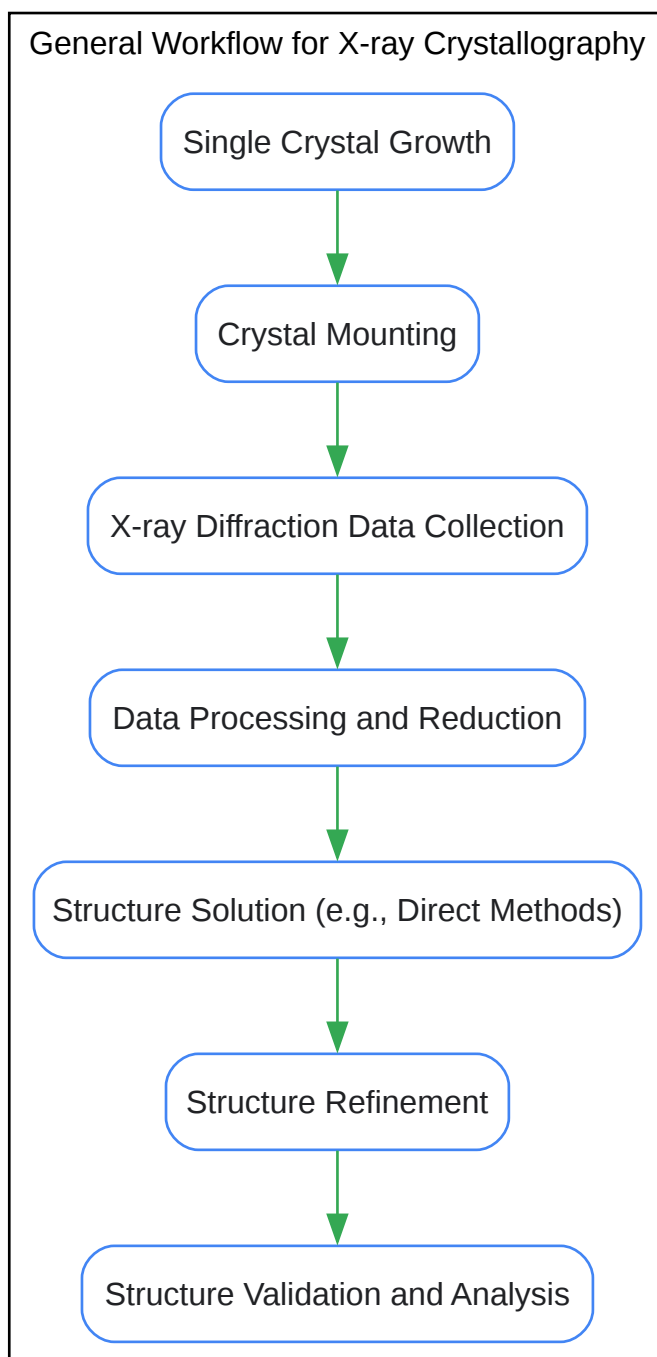 General Workflow for X-ray Crystallography
Single Crystal Growth
Crystal Mounting
X-ray Diffraction Data Collection
Data Processing and Reduction
Structure Solution (e.g., Direct Methods)
Structure Refinement
Structure Validation and Analysis